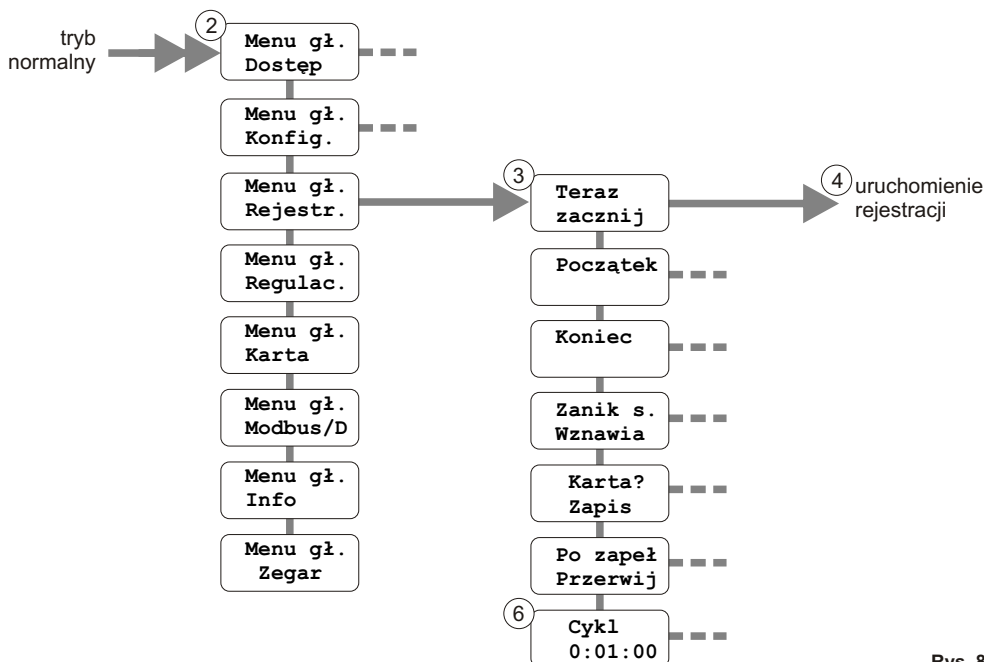 tryb
normalny
2
Menu gł.
Dostęp
Menu gł.
Konfig.
Menu gł.
Rejestr.
Menu gł.
Regulac.
Menu gł.
Karta
Menu gł.
Modbus/D
Menu gł.
Info
Menu gł.
Zegar
3
Teraz
zacznij
4
uruchomienie
rejestracji
Początek
Koniec
Zanik s.
Wznawia
Karta?
Zapis
Po zapeł
Przerwij
6
Cykl
0:01:00
Rys. 8